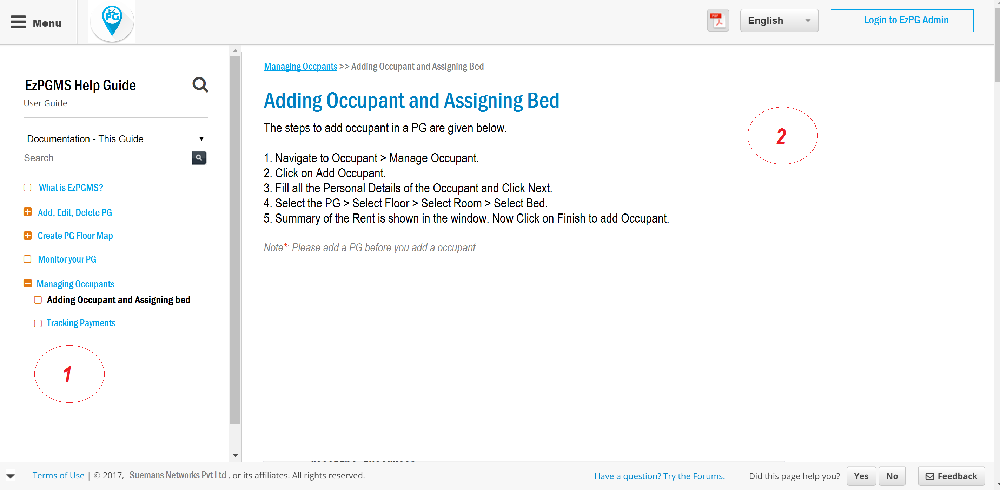 Menu
EZ
PG
PDF
English
Login to EzPG Admin
EzPGMS Help Guide
User Guide
Documentation - This Guide
Search
What is EzPGMS?
Add, Edit, Delete PG
Create PG Floor Map
Monitor your PG
Managing Occupants
Adding Occupant and Assigning bed
Tracking Payments
1
Managing Occpants >> Adding Occupant and Assigning Bed
Adding Occupant and Assigning Bed
The steps to add occupant in a PG are given below.
2
1. Navigate to Occupant > Manage Occupant.
2. Click on Add Occupant.
3. Fill all the Personal Details of the Occupant and Click Next.
4. Select the PG > Select Floor > Select Room > Select Bed.
5. Summary of the Rent is shown in the window. Now Click on Finish to add Occupant.
Note*: Please add a PG before you add a occupant
Terms of Use | © 2017, Suemans Networks Pvt Ltd . or its affiliates. All rights reserved.
Have a question? Try the Forums.
Did this page help you?
Yes
No
Feedback